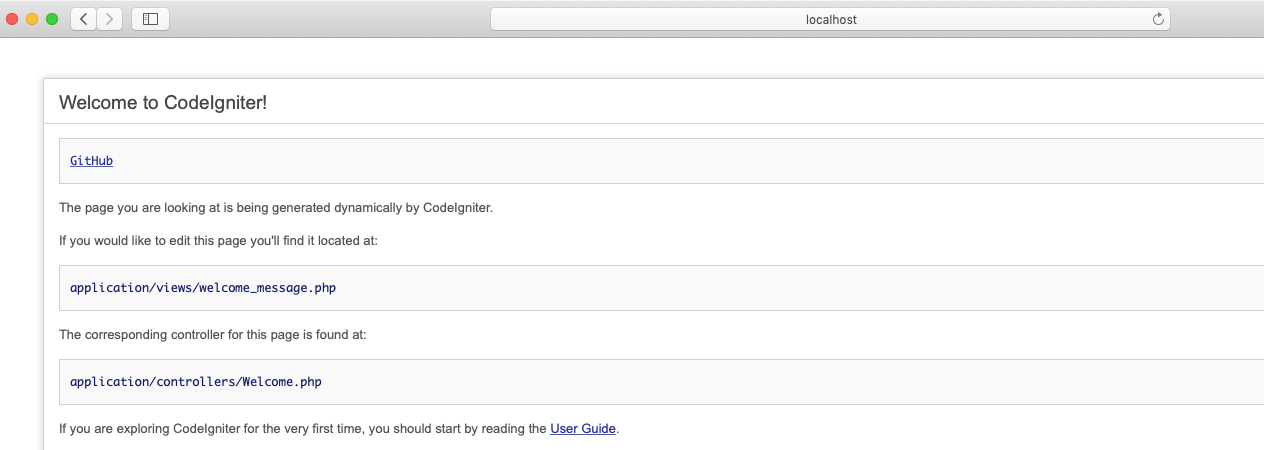 localhost
Welcome to CodeIgniter!
GitHub
The page you are looking at is being generated dynamically by CodeIgniter.
If you would like to edit this page you'll find it located at:
application/views/welcome_message.php
The corresponding controller for this page is found at:
application/controllers/Welcome.php
If you are exploring CodeIgniter for the very first time, you should start by reading the User Guide.